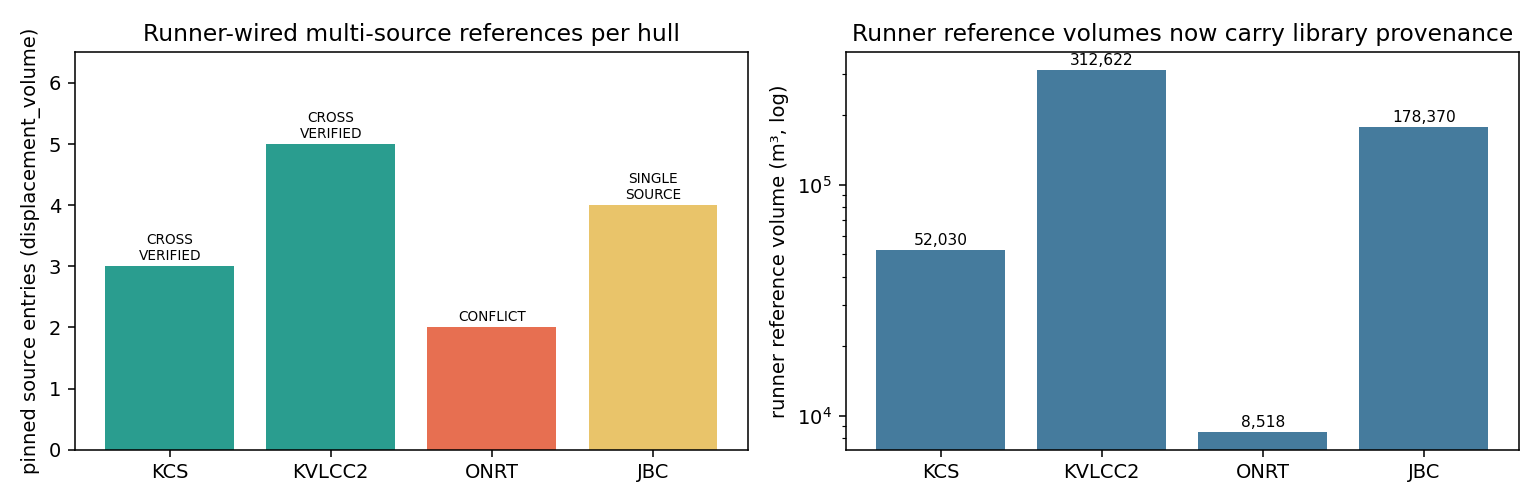 Runner-wired multi-source references per hull
pinned source entries (displacement_volume)
6
5
4
3
2
1
0
CROSS
VERIFIED
CROSS
VERIFIED
CONFLICT
SINGLE
SOURCE
KCS
KVLCC2
ONRT
JBC
Runner reference volumes now carry library provenance
runner reference volume (m³, log)
10⁵
10⁴
52,030
312,622
8,518
178,370
KCS
KVLCC2
ONRT
JBC